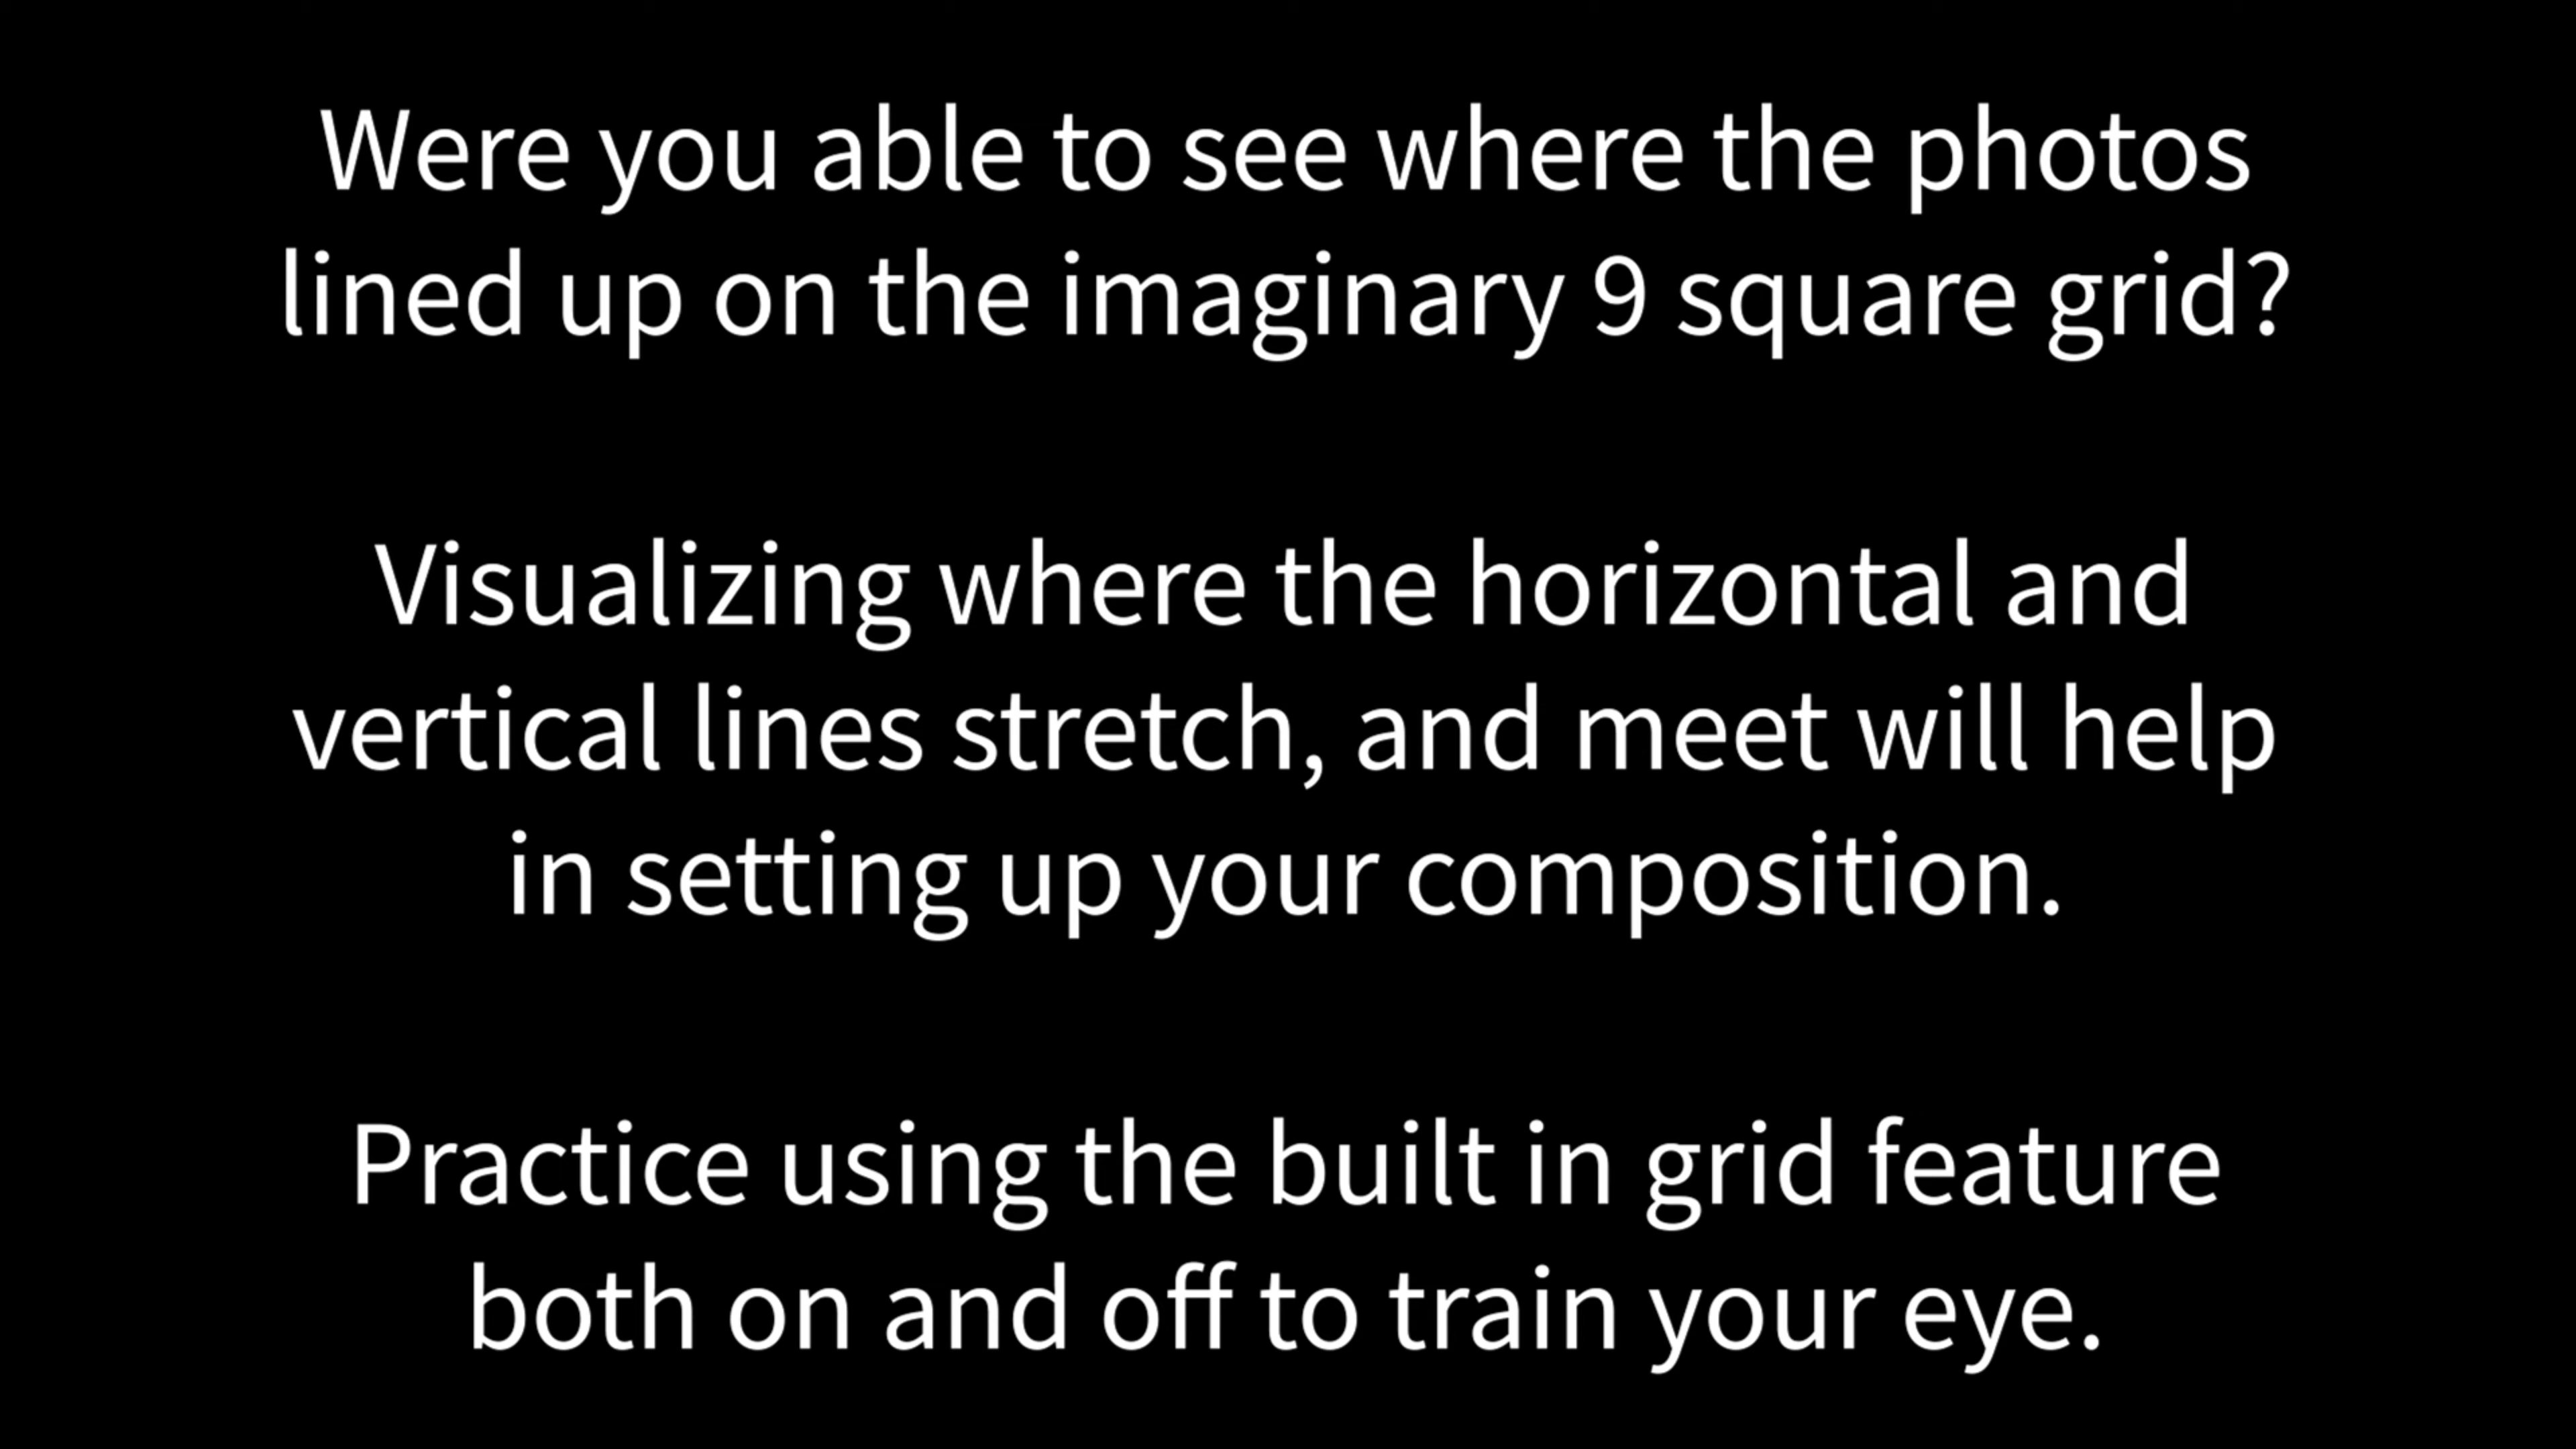 Were you able to see where the photos
lined up on the imaginary 9 square grid?
Visualizing where the horizontal and
vertical lines stretch, and meet will help
in setting up your composition.
Practice using the built in grid feature
both on and off to train your eye.